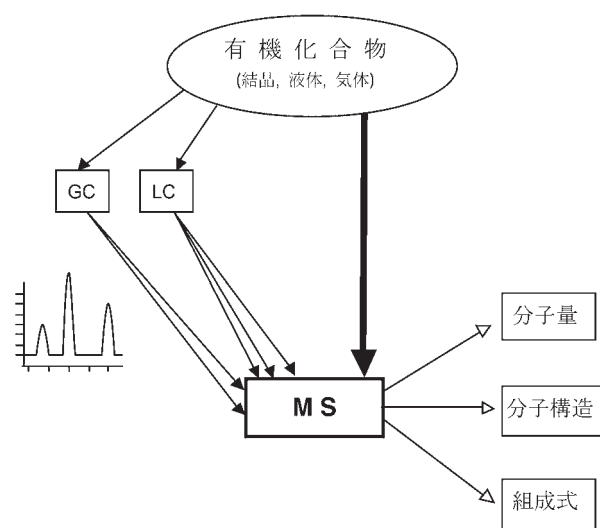 有機化合物
(結晶, 液体, 気体)
GC
LC
MS
分子量
分子構造
組成式